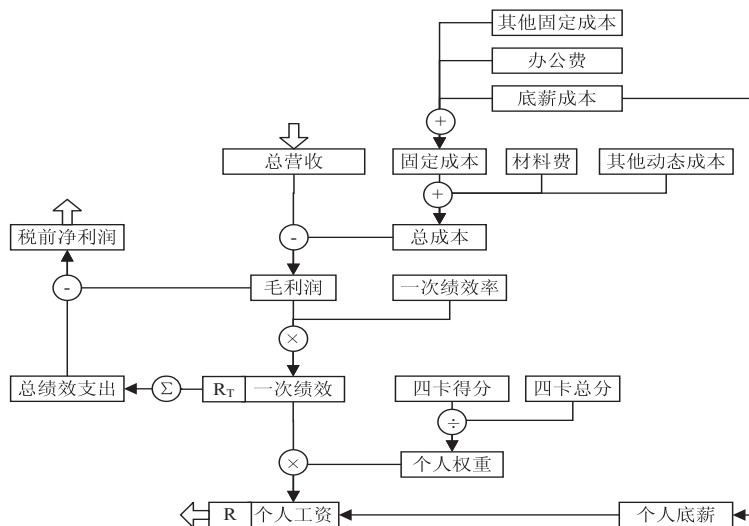 其他固定成本
办公费
底薪成本
+
总营收
固定成本
材料费
其他动态成本
+
税前净利润
-
总成本
-
毛利润
一次绩效率
×
总绩效支出
Σ
R_T 一次绩效
四卡得分
四卡总分
÷
×
个人权重
R 个人工资
个人底薪